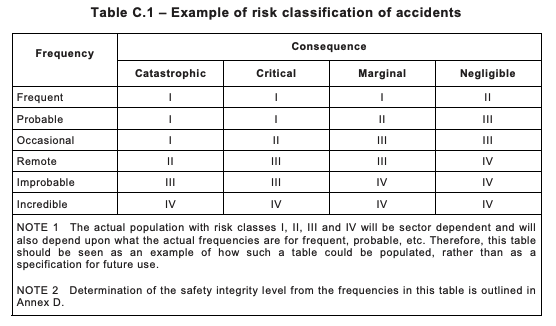 Table C.1 – Example of risk classification of accidents
Frequency
Consequence
Catastrophic Critical Marginal Negligible
Frequent I I I II
Probable I I II III
Occasional I II III III
Remote II III III IV
Improbable III III IV IV
Incredible IV IV IV IV
NOTE 1 The actual population with risk classes I, II, III and IV will be sector dependent and will
also depend upon what the actual frequencies are for frequent, probable, etc. Therefore, this table
should be seen as an example of how such a table could be populated, rather than as a
specification for future use.
NOTE 2 Determination of the safety integrity level from the frequencies in this table is outlined in
Annex D.